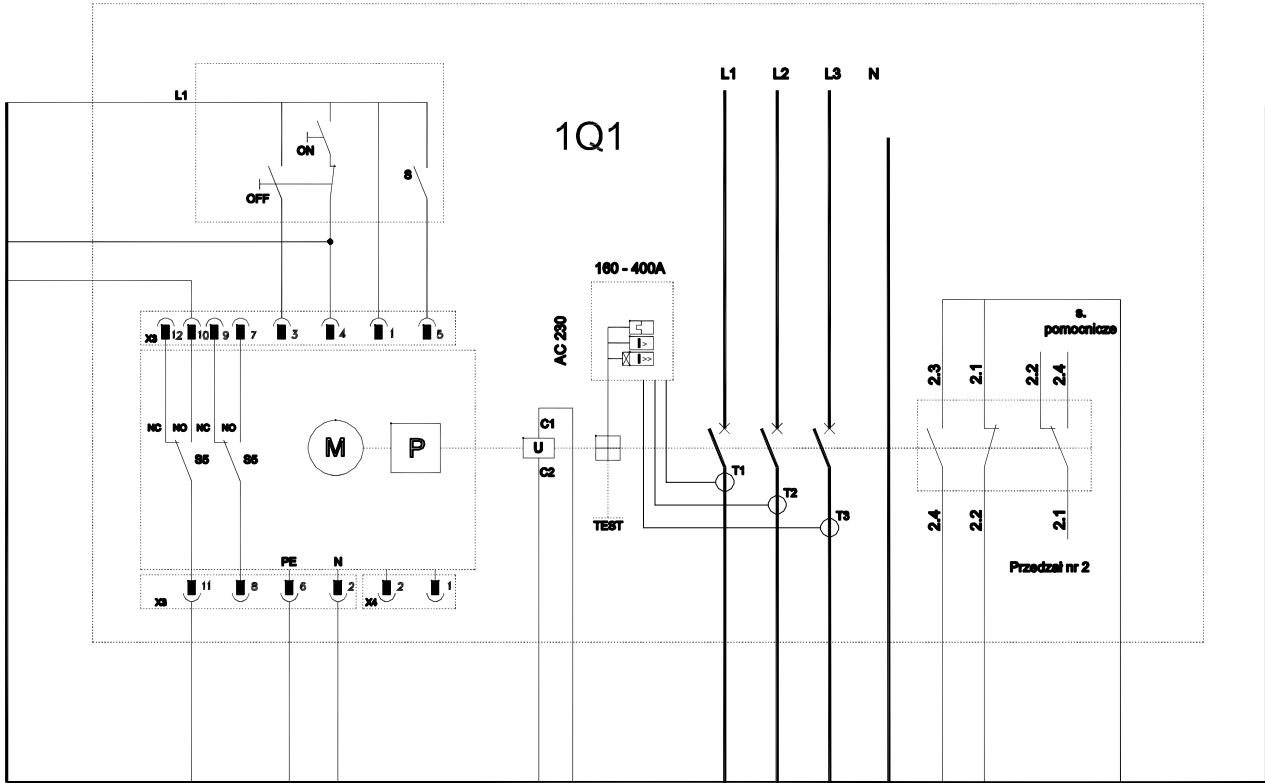 L1 L2 L3 N
L1
1Q1
ON
S
OFF
160 - 400A
AC 230
s.
pomocnicze
X3 12 10 9 7 3 4 1 5
I >
I >>
2.3 2.1 2.2 2.4
NC NO NC NO
S5 S5
M P
C1
U
C2
T1
T2
T3
TEST
2.4 2.2 2.1
PE N
Przedział nr 2
11 8 6 2 2 1
X3 X4